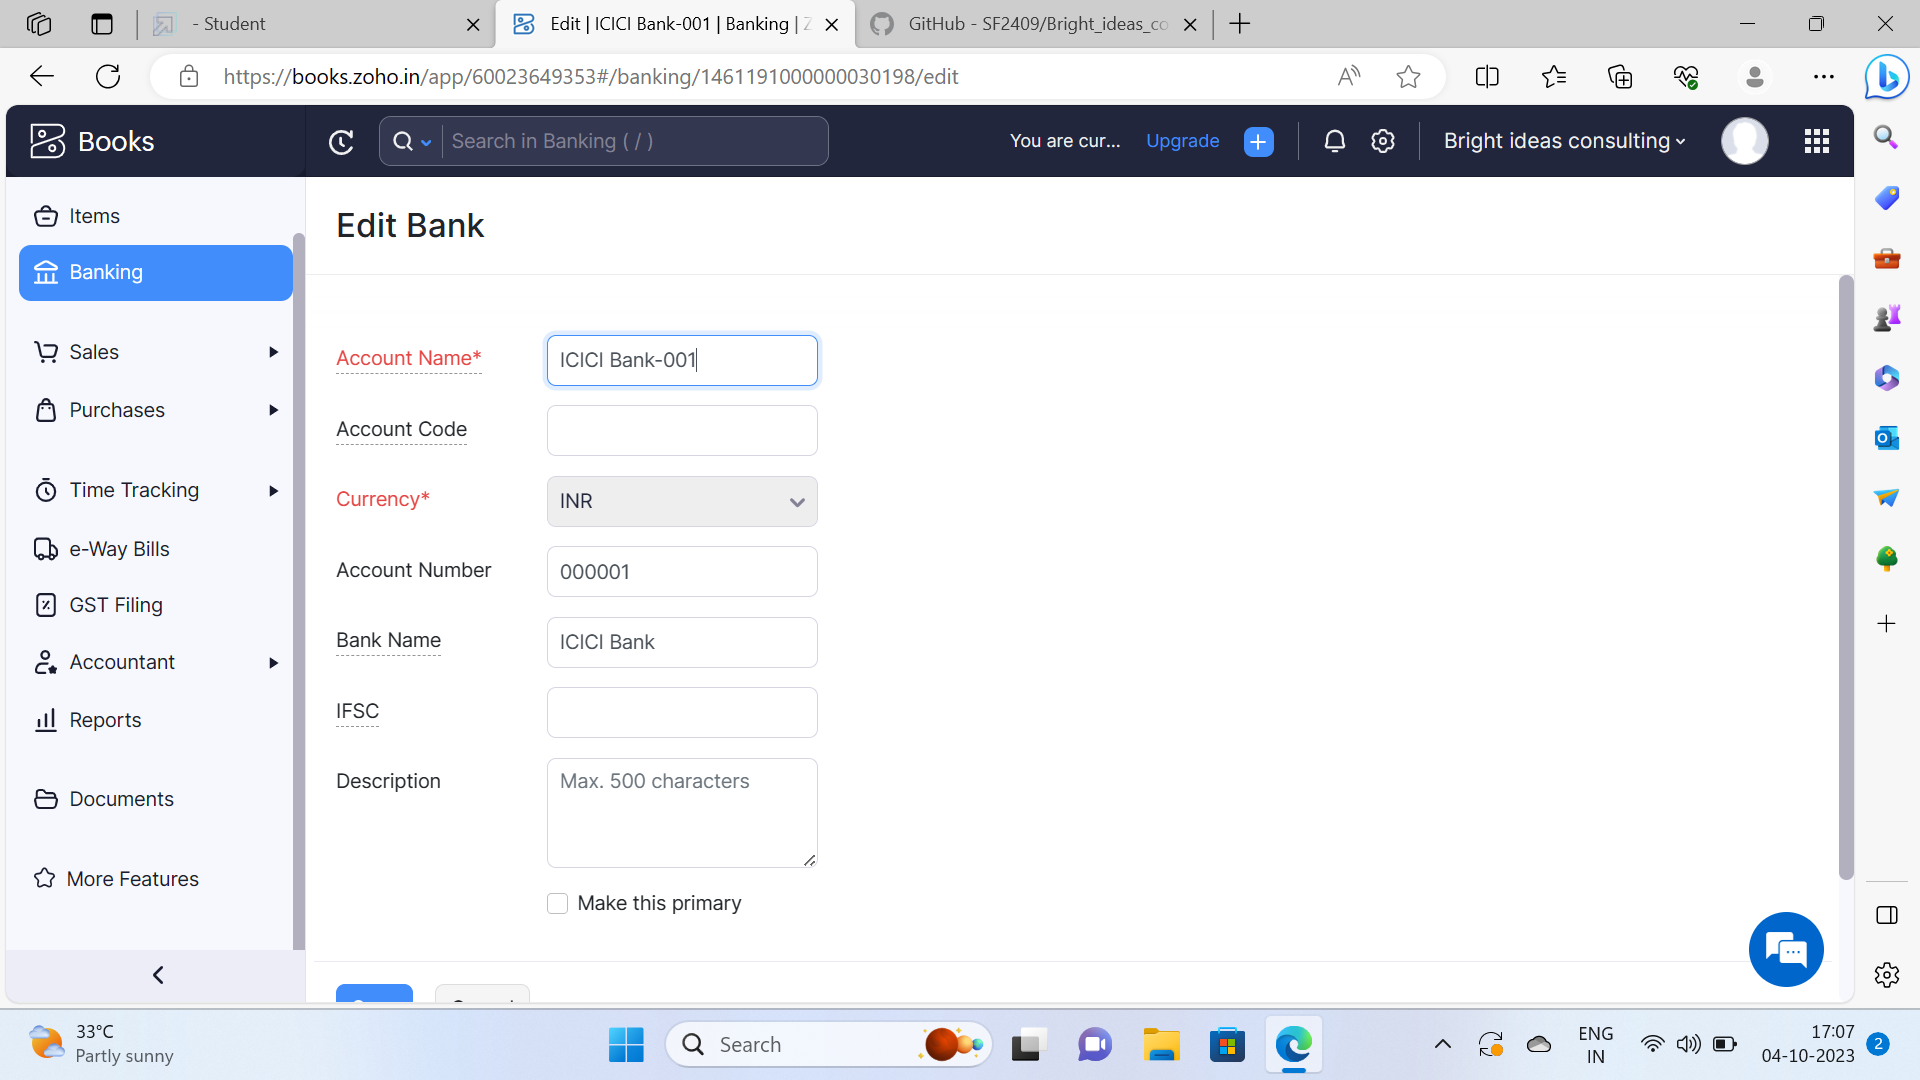 - Student
Edit | ICICI Bank-001 | Banking | Z
GitHub - SF2409/Bright_ideas_co
https://books.zoho.in/app/60023649353#/banking/1461191000000030198/edit
Books
Search in Banking ( / )
You are cur...
Upgrade
Bright ideas consulting
Items
Banking
Sales
Purchases
Time Tracking
e-Way Bills
GST Filing
Accountant
Reports
Documents
More Features
Edit Bank
Account Name*
ICICI Bank-001
Account Code
Currency*
INR
Account Number
000001
Bank Name
ICICI Bank
IFSC
Description
Max. 500 characters
Make this primary
33°C
Partly sunny
Search
ENG
IN
17:07
04-10-2023
2